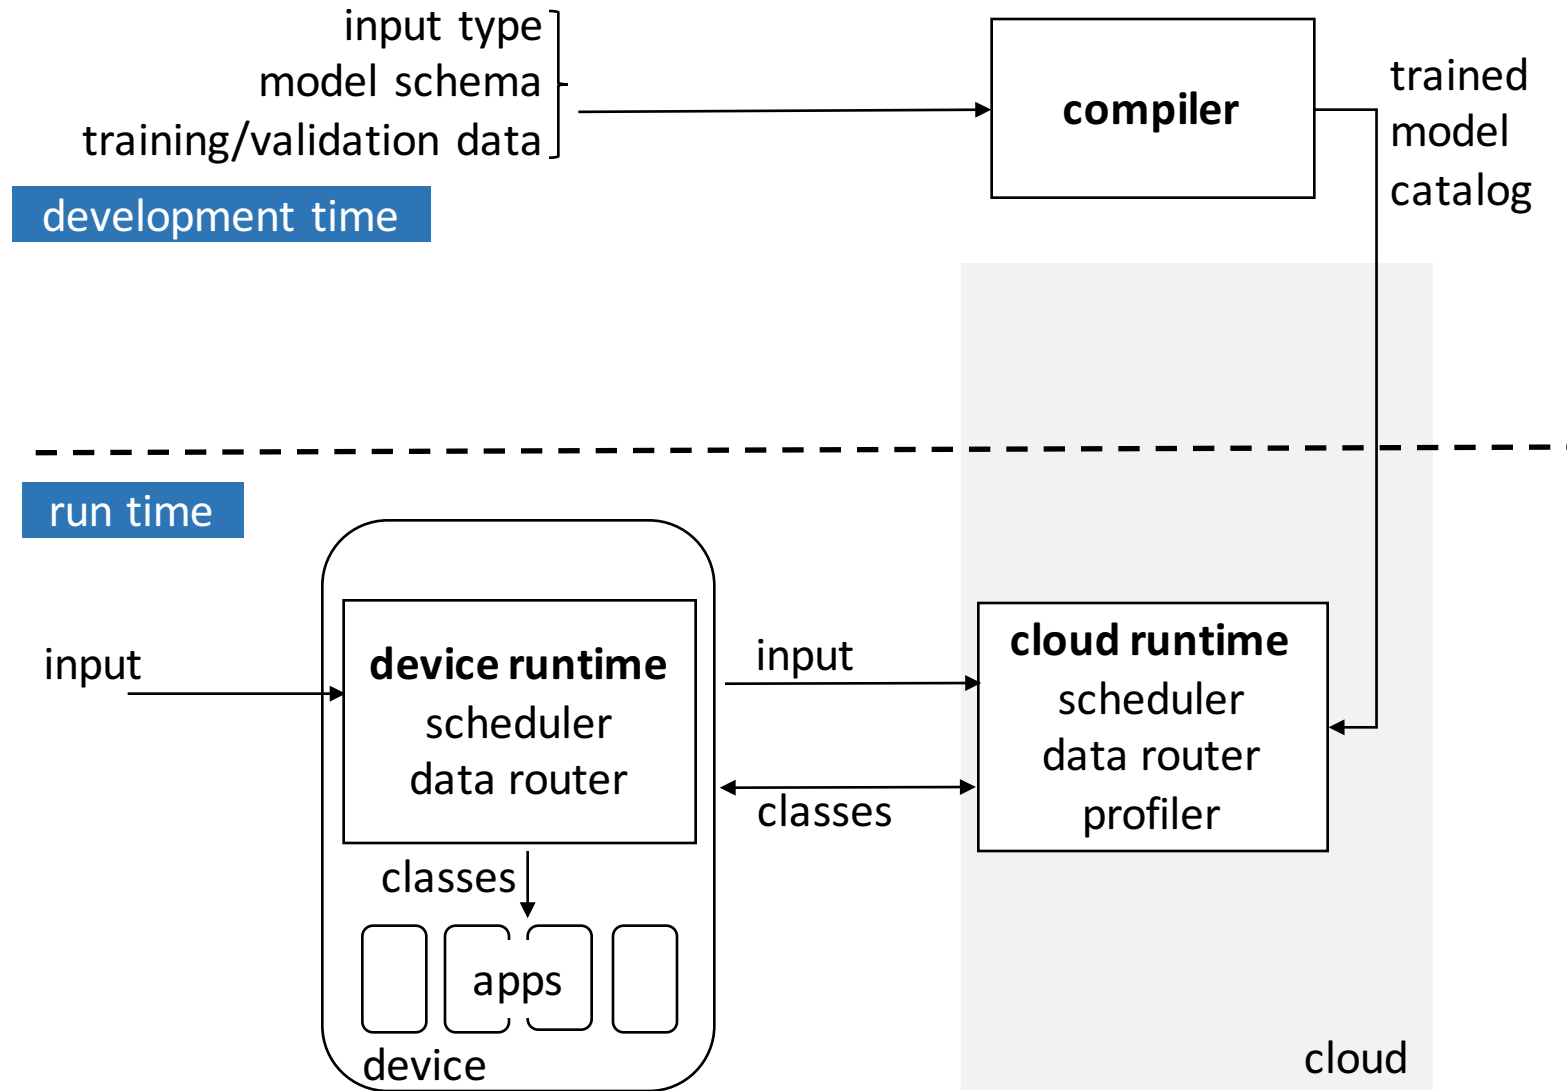 input type
model schema
training/validation data
development time
compiler
trained
model
catalog
run time
input
device runtime
scheduler
data router
input
classes
cloud runtime
scheduler
data router
profiler
classes
apps
device
cloud